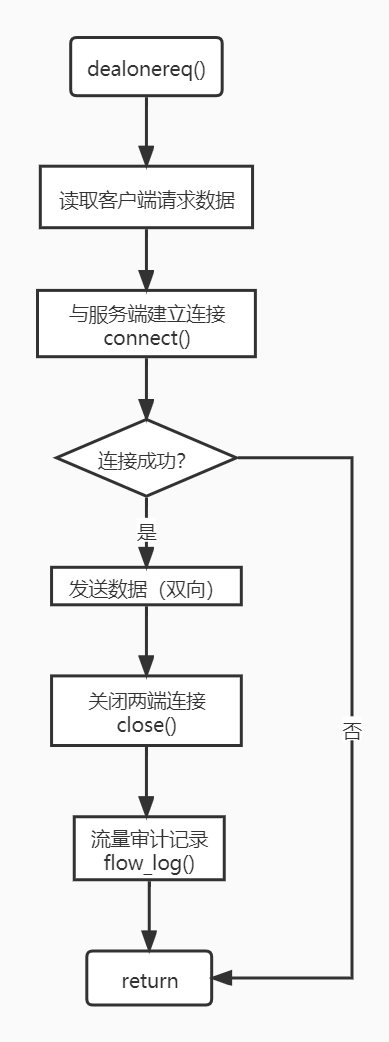 dealonereq()
读取客户端请求数据
与服务端建立连接
connect()
连接成功?
是
发送数据（双向）
关闭两端连接
close()
否
流量审计记录
flow_log()
return